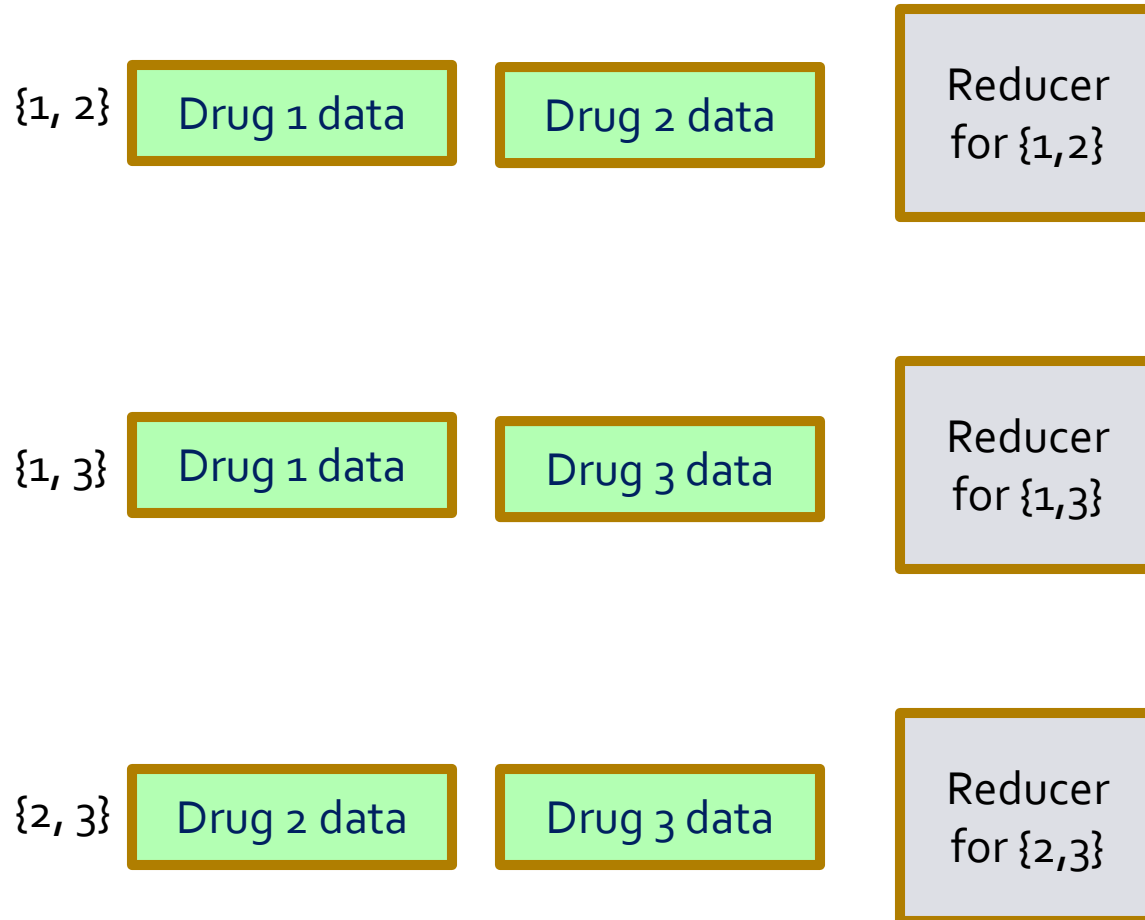 {1, 2}
Drug 1 data
Drug 2 data
Reducer
for {1,2}
{1, 3}
Drug 1 data
Drug 3 data
Reducer
for {1,3}
{2, 3}
Drug 2 data
Drug 3 data
Reducer
for {2,3}